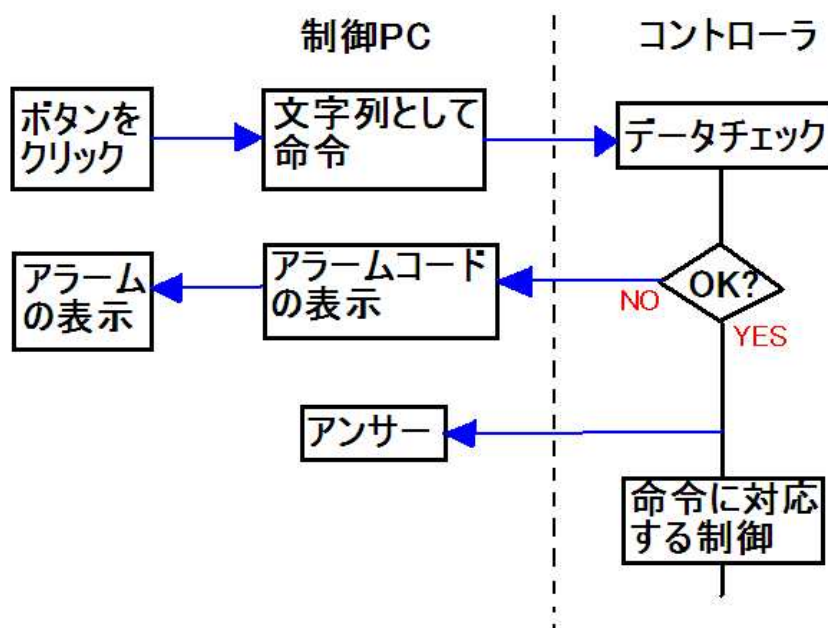 制御PC
コントローラ
ボタンを
クリック
文字列として
命令
データチェック
アラーム
の表示
アラームコード
の表示
OK?
NO
YES
アンサー
命令に対応
する制御